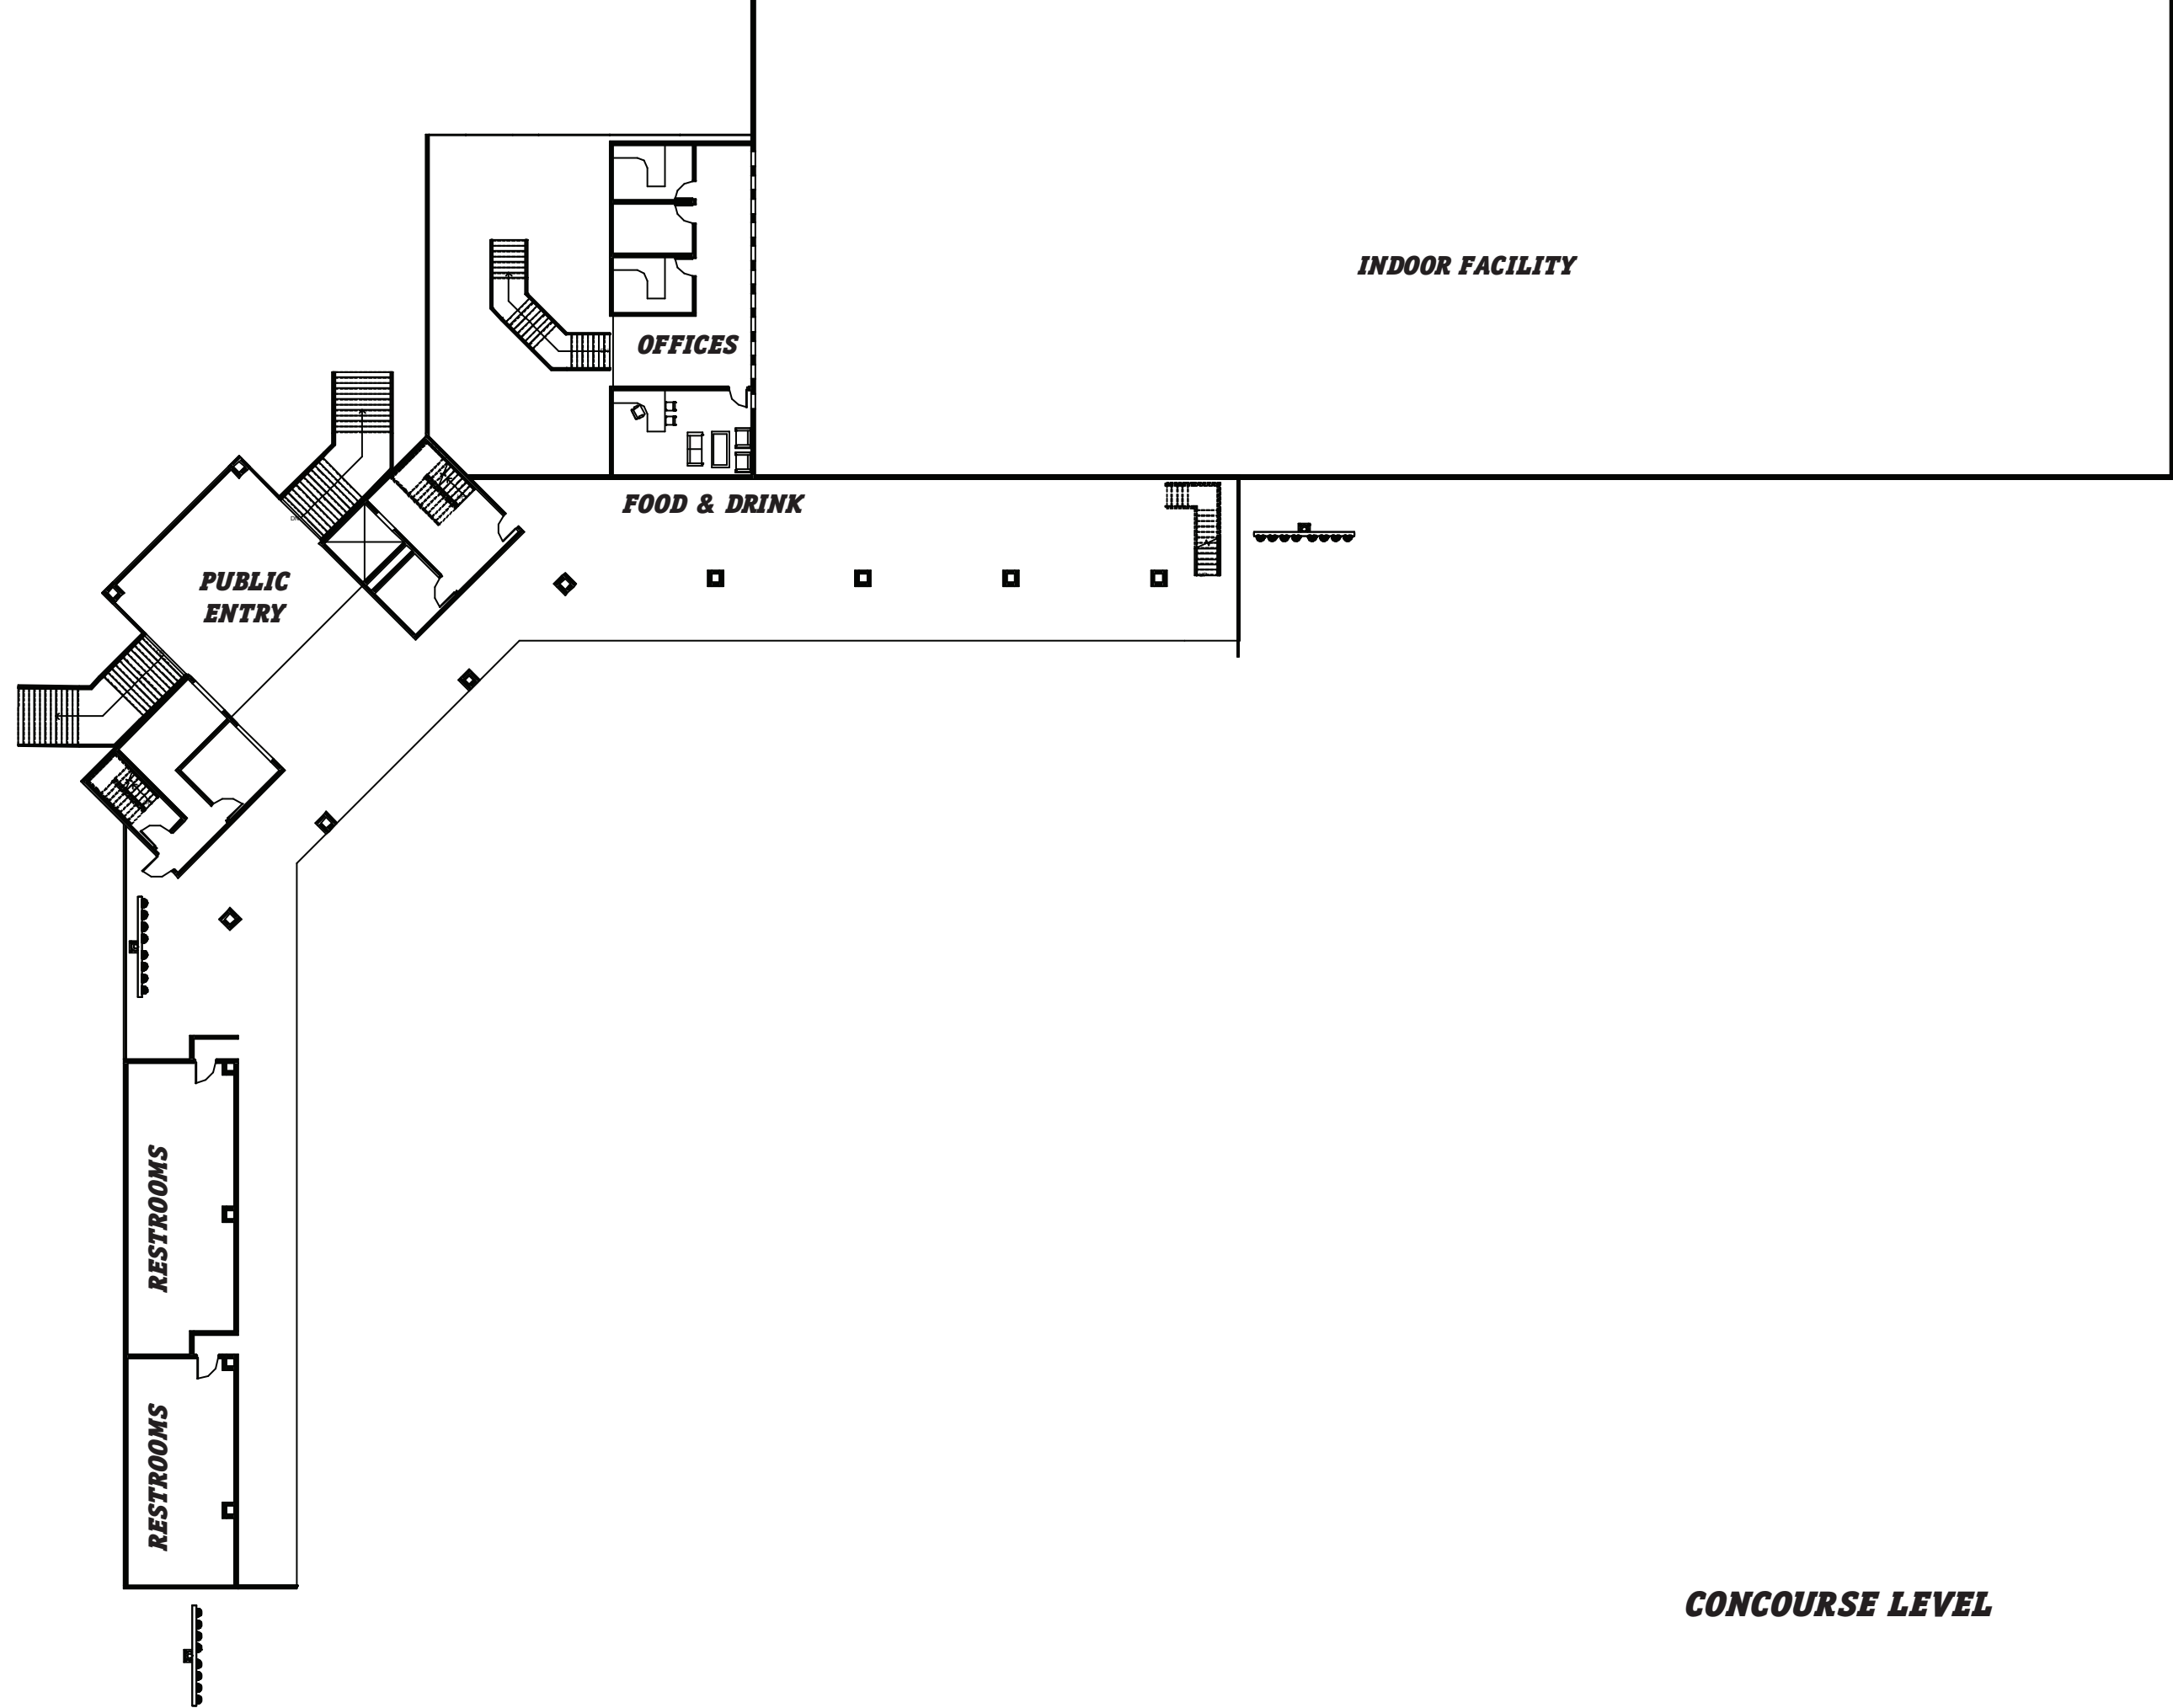 INDOOR FACILITY
OFFICES
FOOD & DRINK
PUBLIC
ENTRY
RESTROOMS
RESTROOMS
CONCOURSE LEVEL